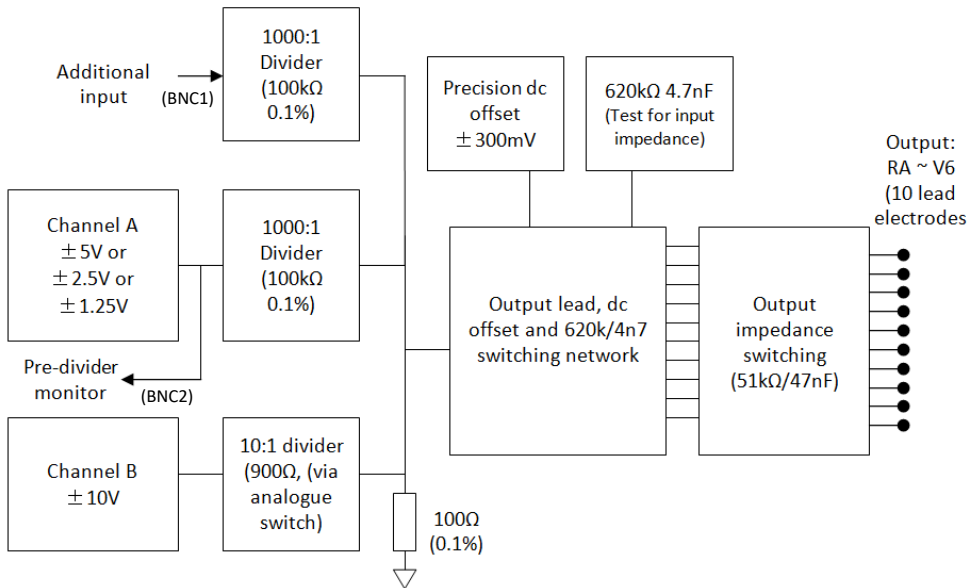 Additional
input
(BNC1)
1000:1
Divider
(100kΩ
0.1%)
Channel A
±5V or
±2.5V or
±1.25V
1000:1
Divider
(100kΩ
0.1%)
Pre-divider
monitor
(BNC2)
Channel B
±10V
10:1 divider
(900Ω, (via
analogue
switch)
100Ω
(0.1%)
Precision dc
offset
±300mV
620kΩ 4.7nF
(Test for input
impedance)
Output lead, dc
offset and 620k/4n7
switching network
Output
impedance
switching
(51kΩ/47nF)
Output:
RA ~ V6
(10 lead
electrodes